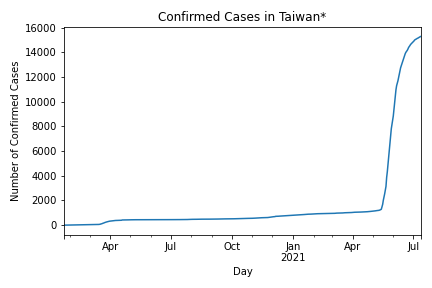 Confirmed Cases in Taiwan*
Number of Confirmed Cases
16000
14000
12000
10000
8000
6000
4000
2000
0
Apr Jul Oct Jan Apr Jul
2021
Day